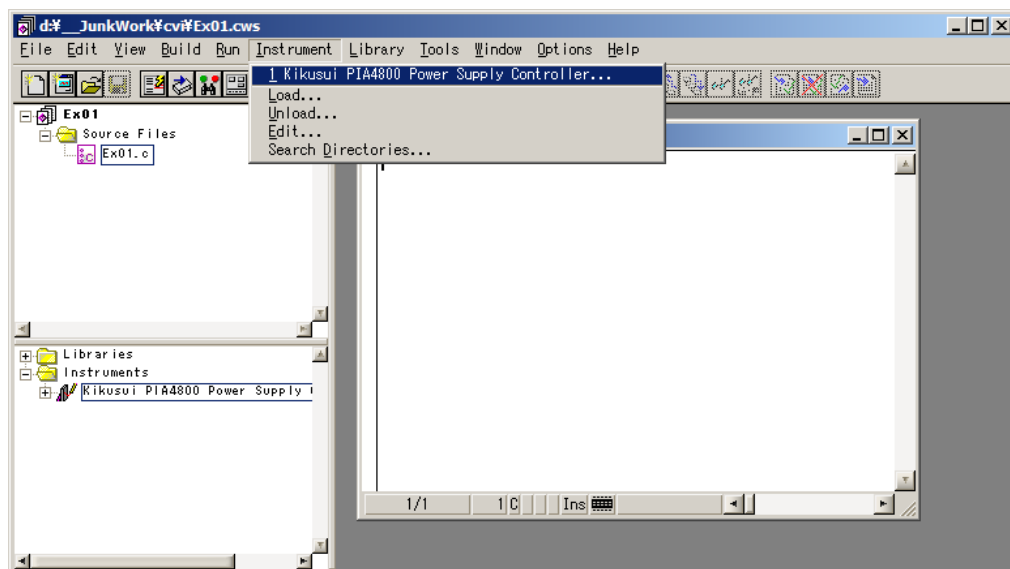 d:¥__JunkWork¥cvi¥Ex01.cws
File Edit View Build Run Instrument Library Tools Window Options Help
1 Kikusui PIA4800 Power Supply Controller...
Load...
Unload...
Edit...
Search Directories...
Ex01
Source Files
Ex01.c
Libraries
Instruments
Kikusui PIA4800 Power Supply
1/1 1 C Ins